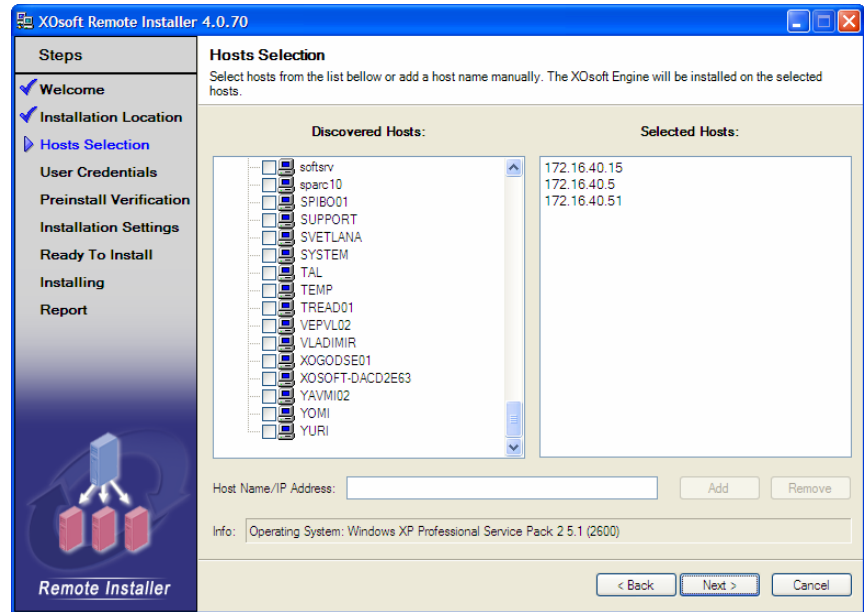 XOsoft Remote Installer 4.0.70
Steps
Welcome
Installation Location
Hosts Selection
User Credentials
Preinstall Verification
Installation Settings
Ready To Install
Installing
Report
Remote Installer
Hosts Selection
Select hosts from the list bellow or add a host name manually. The XOsoft Engine will be installed on the selected
hosts.
Discovered Hosts:
softsrv
sparc10
SPIBO01
SUPPORT
SVETLANA
SYSTEM
TAL
TEMP
TREAD01
VEPVL02
VLADIMIR
XOGODSE01
XOSOFT-DACD2E63
YAVMI02
YOMI
YURI
Selected Hosts:
172.16.40.15
172.16.40.5
172.16.40.51
Host Name/IP Address:
Add
Remove
Info: Operating System: Windows XP Professional Service Pack 2 5.1 (2600)
< Back
Next >
Cancel